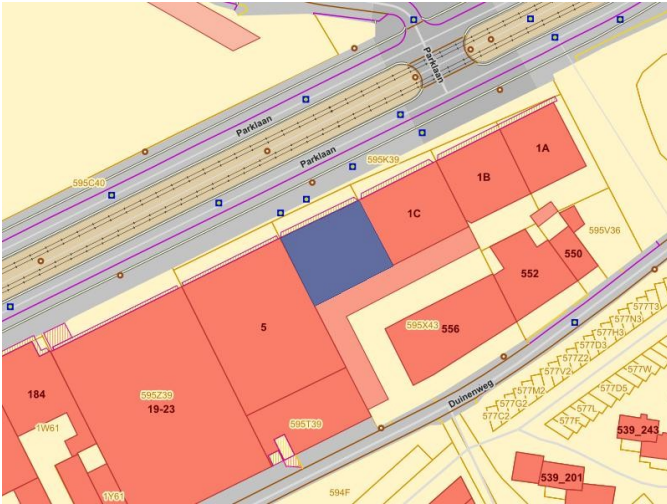 Parklaan
Parklaan
Parklaan
595C40
595K39
1A
1B
1C
595V36
550
552
5
595X43
556
577T3
577N3
577H3
577D3
577Z2
577V2
577M2
577G2
577C2
577W
577D5
577L
577F
Duinenweg
184
595Z39
19-23
595T39
1W61
1Y61
594F
539_243
539_201